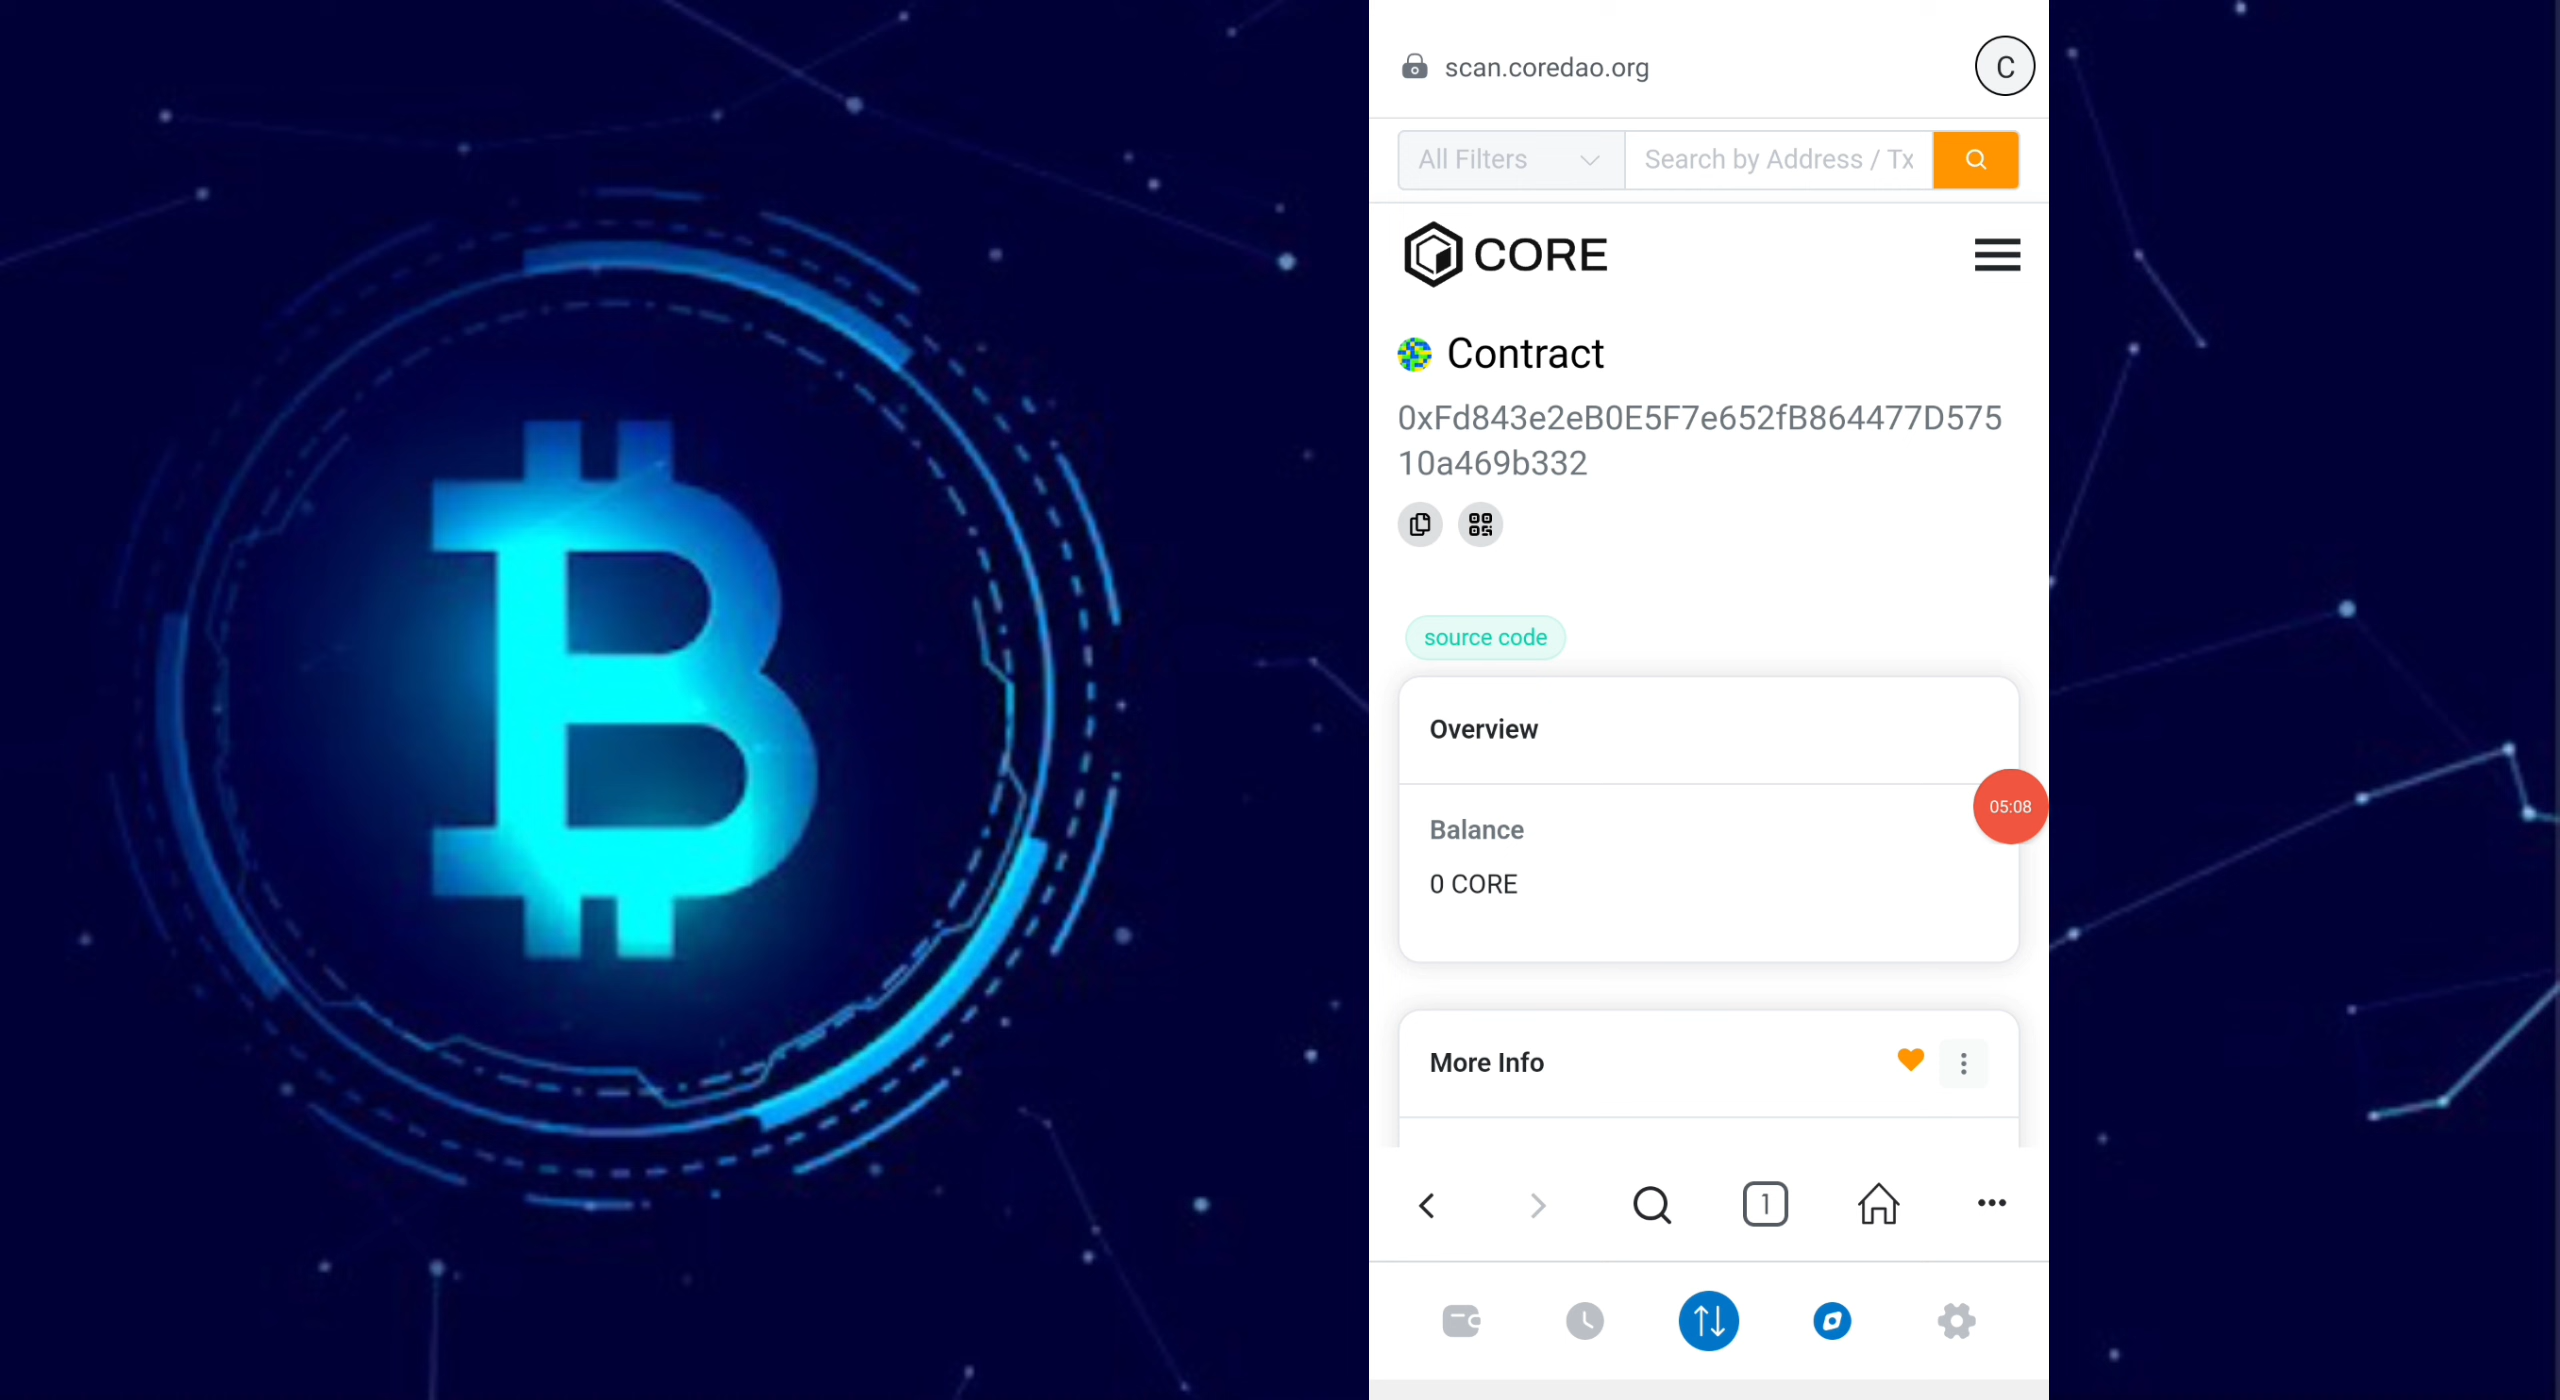 scan.coredao.org
C
All Filters
Search by Address / Tx
CORE
Contract
0xFd843e2eB0E5F7e652fB864477D575
10a469b332
source code
Overview
05:08
Balance
0 CORE
More Info
1